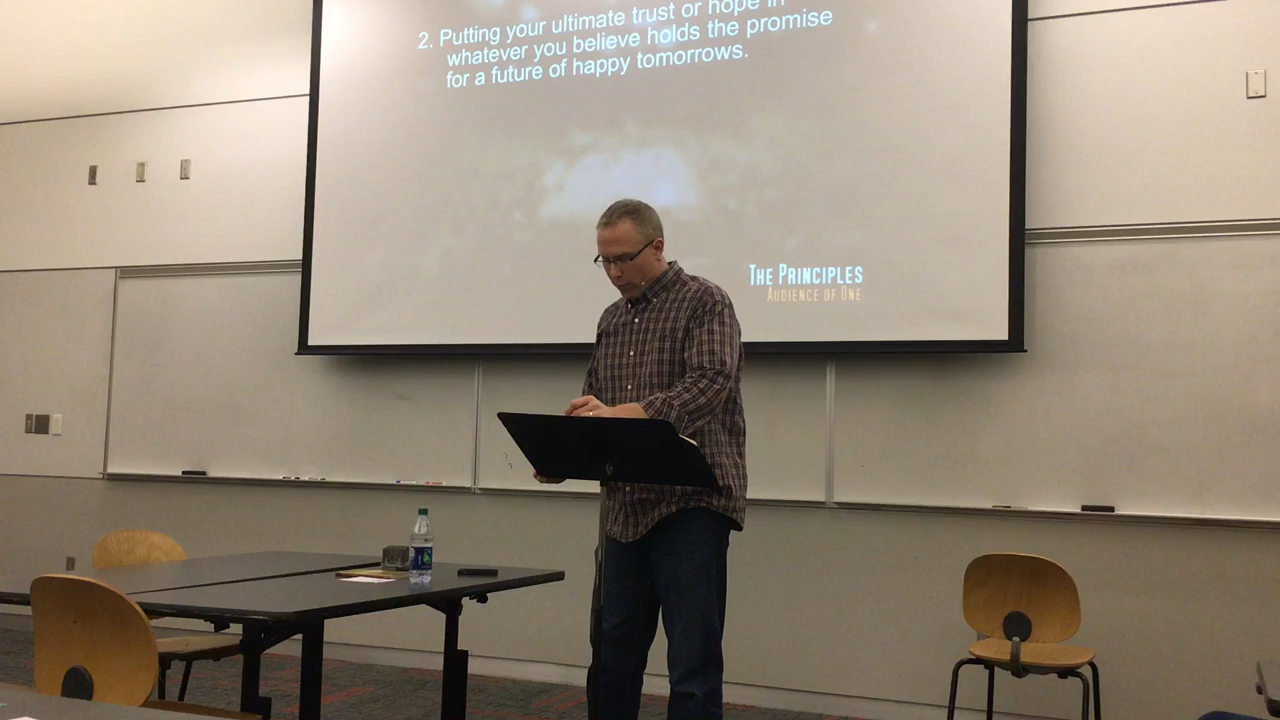 2. Putting your ultimate trust or hope in
whatever you believe holds the promise
for a future of happy tomorrows.
THE PRINCIPLES
AUDIENCE OF ONE